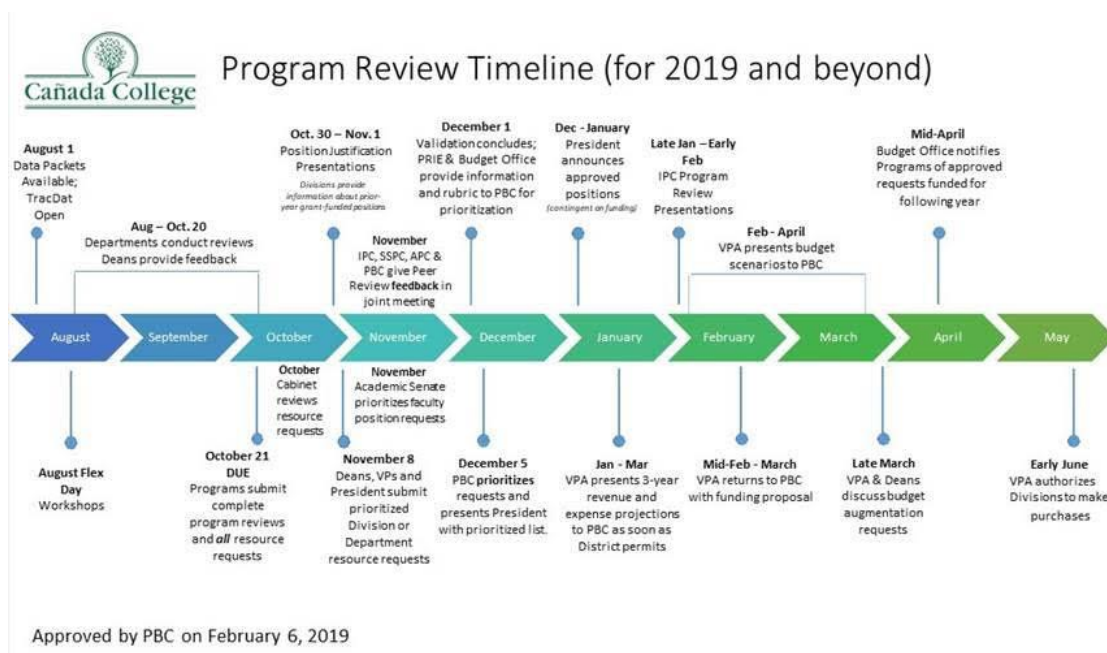 Cañada College
Program Review Timeline (for 2019 and beyond)
August 1
Data Packets
Available;
TracDat
Open
Aug – Oct. 20
Departments conduct reviews
Deans provide feedback
Oct. 30 – Nov. 1
Position Justification
Presentations
Divisions provide
information about prior-
year grant-funded positions
November
IPC, SSPC, APC &
PBC give Peer
Review feedback in
joint meeting
December 1
Validation concludes;
PRIE & Budget Office
provide information
and rubric to PBC for
prioritization
Dec - January
President
announces
approved
positions
(contingent on funding)
Late Jan – Early
Feb
IPC Program
Review
Presentations
Feb - April
VPA presents budget
scenarios to PBC
Mid-April
Budget Office notifies
Programs of approved
requests funded for
following year
August
September
October
November
December
January
February
March
April
May
August Flex
Day
Workshops
October 21
DUE
Programs submit
complete
program reviews
and all resource
requests
October
Cabinet
reviews
resource
requests
November
Academic Senate
prioritizes faculty
position requests
November 8
Deans, VPs and
President submit
prioritized
Division or
Department
resource requests
December 5
PBC prioritizes
requests and
presents President
with prioritized list.
Jan - Mar
VPA presents 3-year
revenue and
expense projections
to PBC as soon as
District permits
Mid-Feb - March
VPA returns to PBC
with funding proposal
Late March
VPA & Deans
discuss budget
augmentation
requests
Early June
VPA authorizes
Divisions to make
purchases
Approved by PBC on February 6, 2019